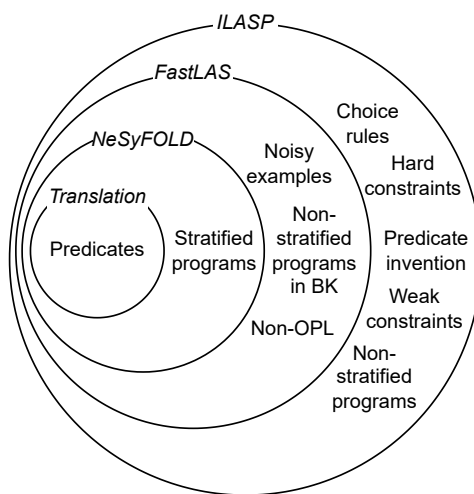 ILASP
FastLAS
NeSyFOLD
Translation
Predicates
Stratified
programs
Noisy
examples
Non-
stratified
programs
in BK
Non-OPL
Choice
rules
Hard
constraints
Predicate
invention
Weak
constraints
Non-
stratified
programs